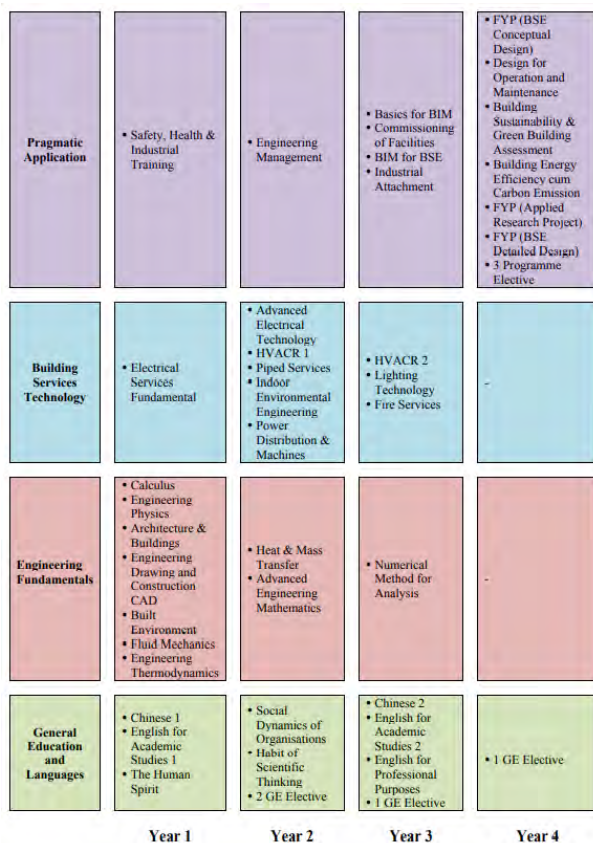 Pragmatic
Application
• Safety, Health &
Industrial
Training
• Engineering
Management
• Basics for BIM
• Commissioning
of Facilities
• BIM for BSE
• Industrial
Attachment
• FYP (BSE
Conceptual
Design)
• Design for
Operation and
Maintenance
• Building
Sustainability &
Green Building
Assessment
• Building Energy
Efficiency cum
Carbon Emission
• FYP (Applied
Research Project)
• FYP (BSE
Detailed Design)
• 3 Programme
Elective
Building
Services
Technology
• Electrical
Services
Fundamental
• Advanced
Electrical
Technology
• HVACR 1
• Piped Services
• Indoor
Environmental
Engineering
• Power
Distribution &
Machines
• HVACR 2
• Lighting
Technology
• Fire Services
-
Engineering
Fundamentals
• Calculus
• Engineering
Physics
• Architecture &
Buildings
• Engineering
Drawing and
Construction
CAD
• Built
Environment
• Fluid Mechanics
• Engineering
Thermodynamics
• Heat & Mass
Transfer
• Advanced
Engineering
Mathematics
• Numerical
Method for
Analysis
-
General
Education
and
Languages
• Chinese 1
• English for
Academic
Studies 1
• The Human
Spirit
• Social
Dynamics of
Organisations
• Habit of
Scientific
Thinking
• 2 GE Elective
• Chinese 2
• English for
Academic
Studies 2
• English for
Professional
Purposes
• 1 GE Elective
• 1 GE Elective
Year 1
Year 2
Year 3
Year 4